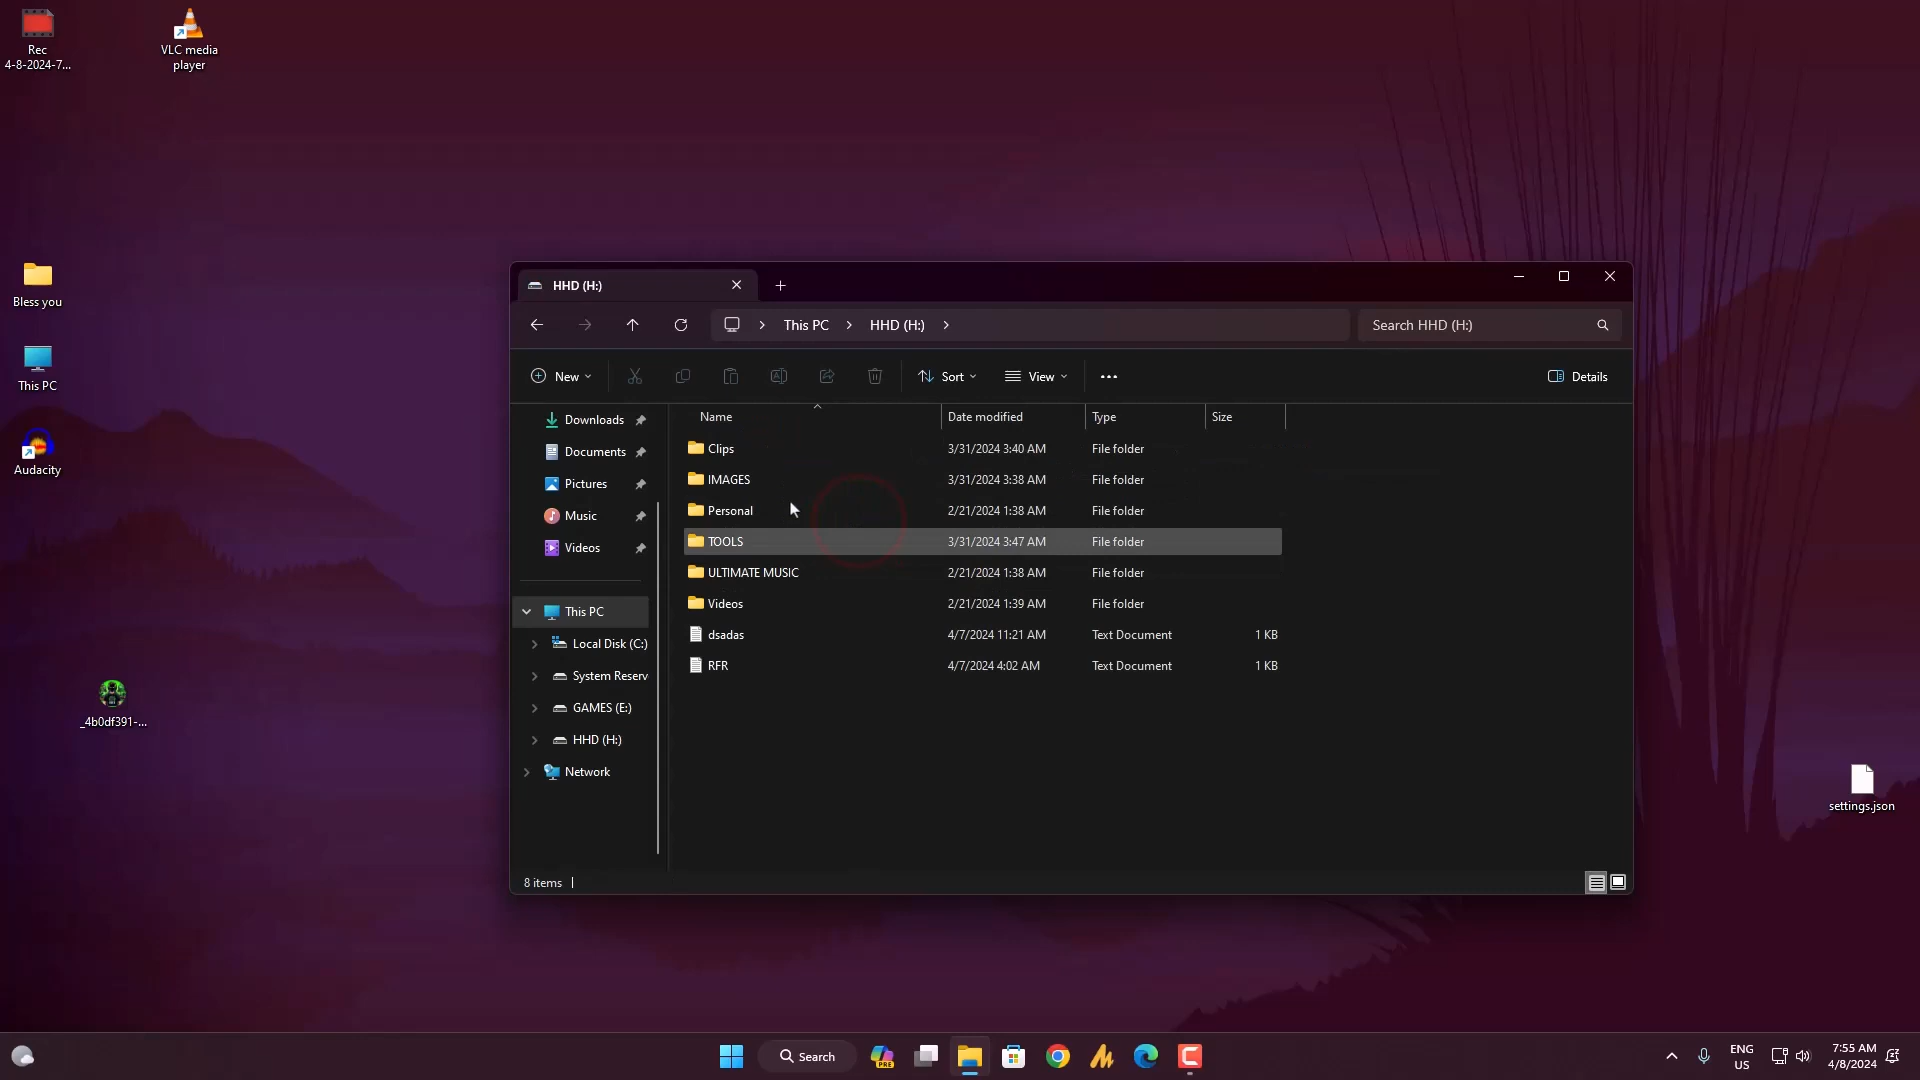 Rec
4-8-2024-7...
VLC media
player
Bless you
This PC
Audacity
_4b0df391-...
settings.json
HHD (H:)
This PC
HHD (H:)
Search HHD (H:)
New
Sort
View
Details
Downloads
Documents
Pictures
Music
Videos
This PC
Local Disk (C:)
System Reserv
GAMES (E:)
HHD (H:)
Network
Name Date modified Type Size
Clips 3/31/2024 3:40 AM File folder
IMAGES 3/31/2024 3:38 AM File folder
Personal 2/21/2024 1:38 AM File folder
TOOLS 3/31/2024 3:47 AM File folder
ULTIMATE MUSIC 2/21/2024 1:38 AM File folder
Videos 2/21/2024 1:39 AM File folder
dsadas 4/7/2024 11:21 AM Text Document 1 KB
RFR 4/7/2024 4:02 AM Text Document 1 KB
8 items
Search
PRE
ENG
US
7:55 AM
4/8/2024